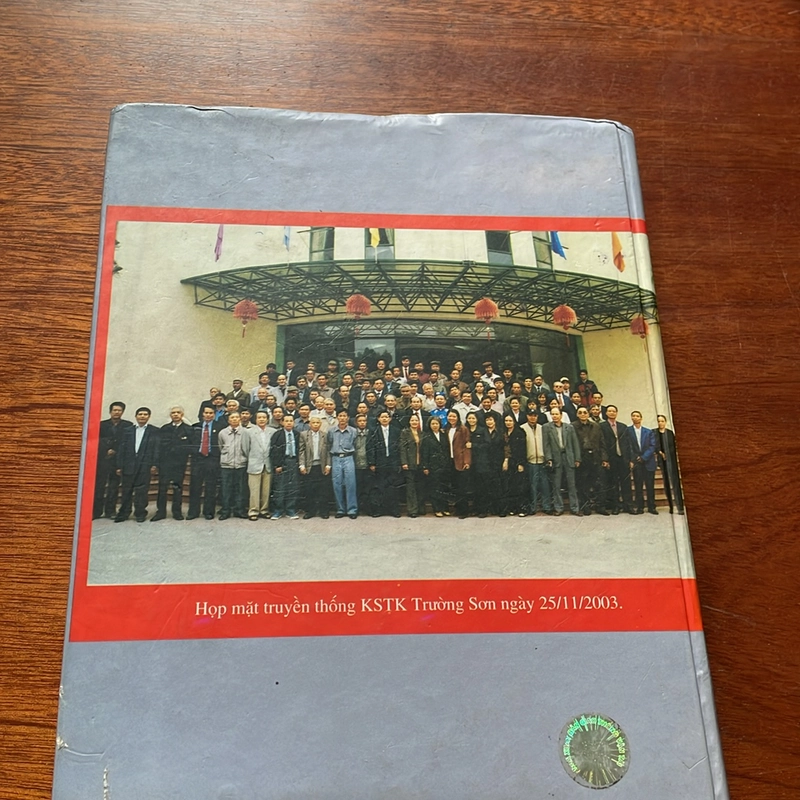 Họp mặt truyền thống KSTK Trường Sơn ngày 25/11/2003.